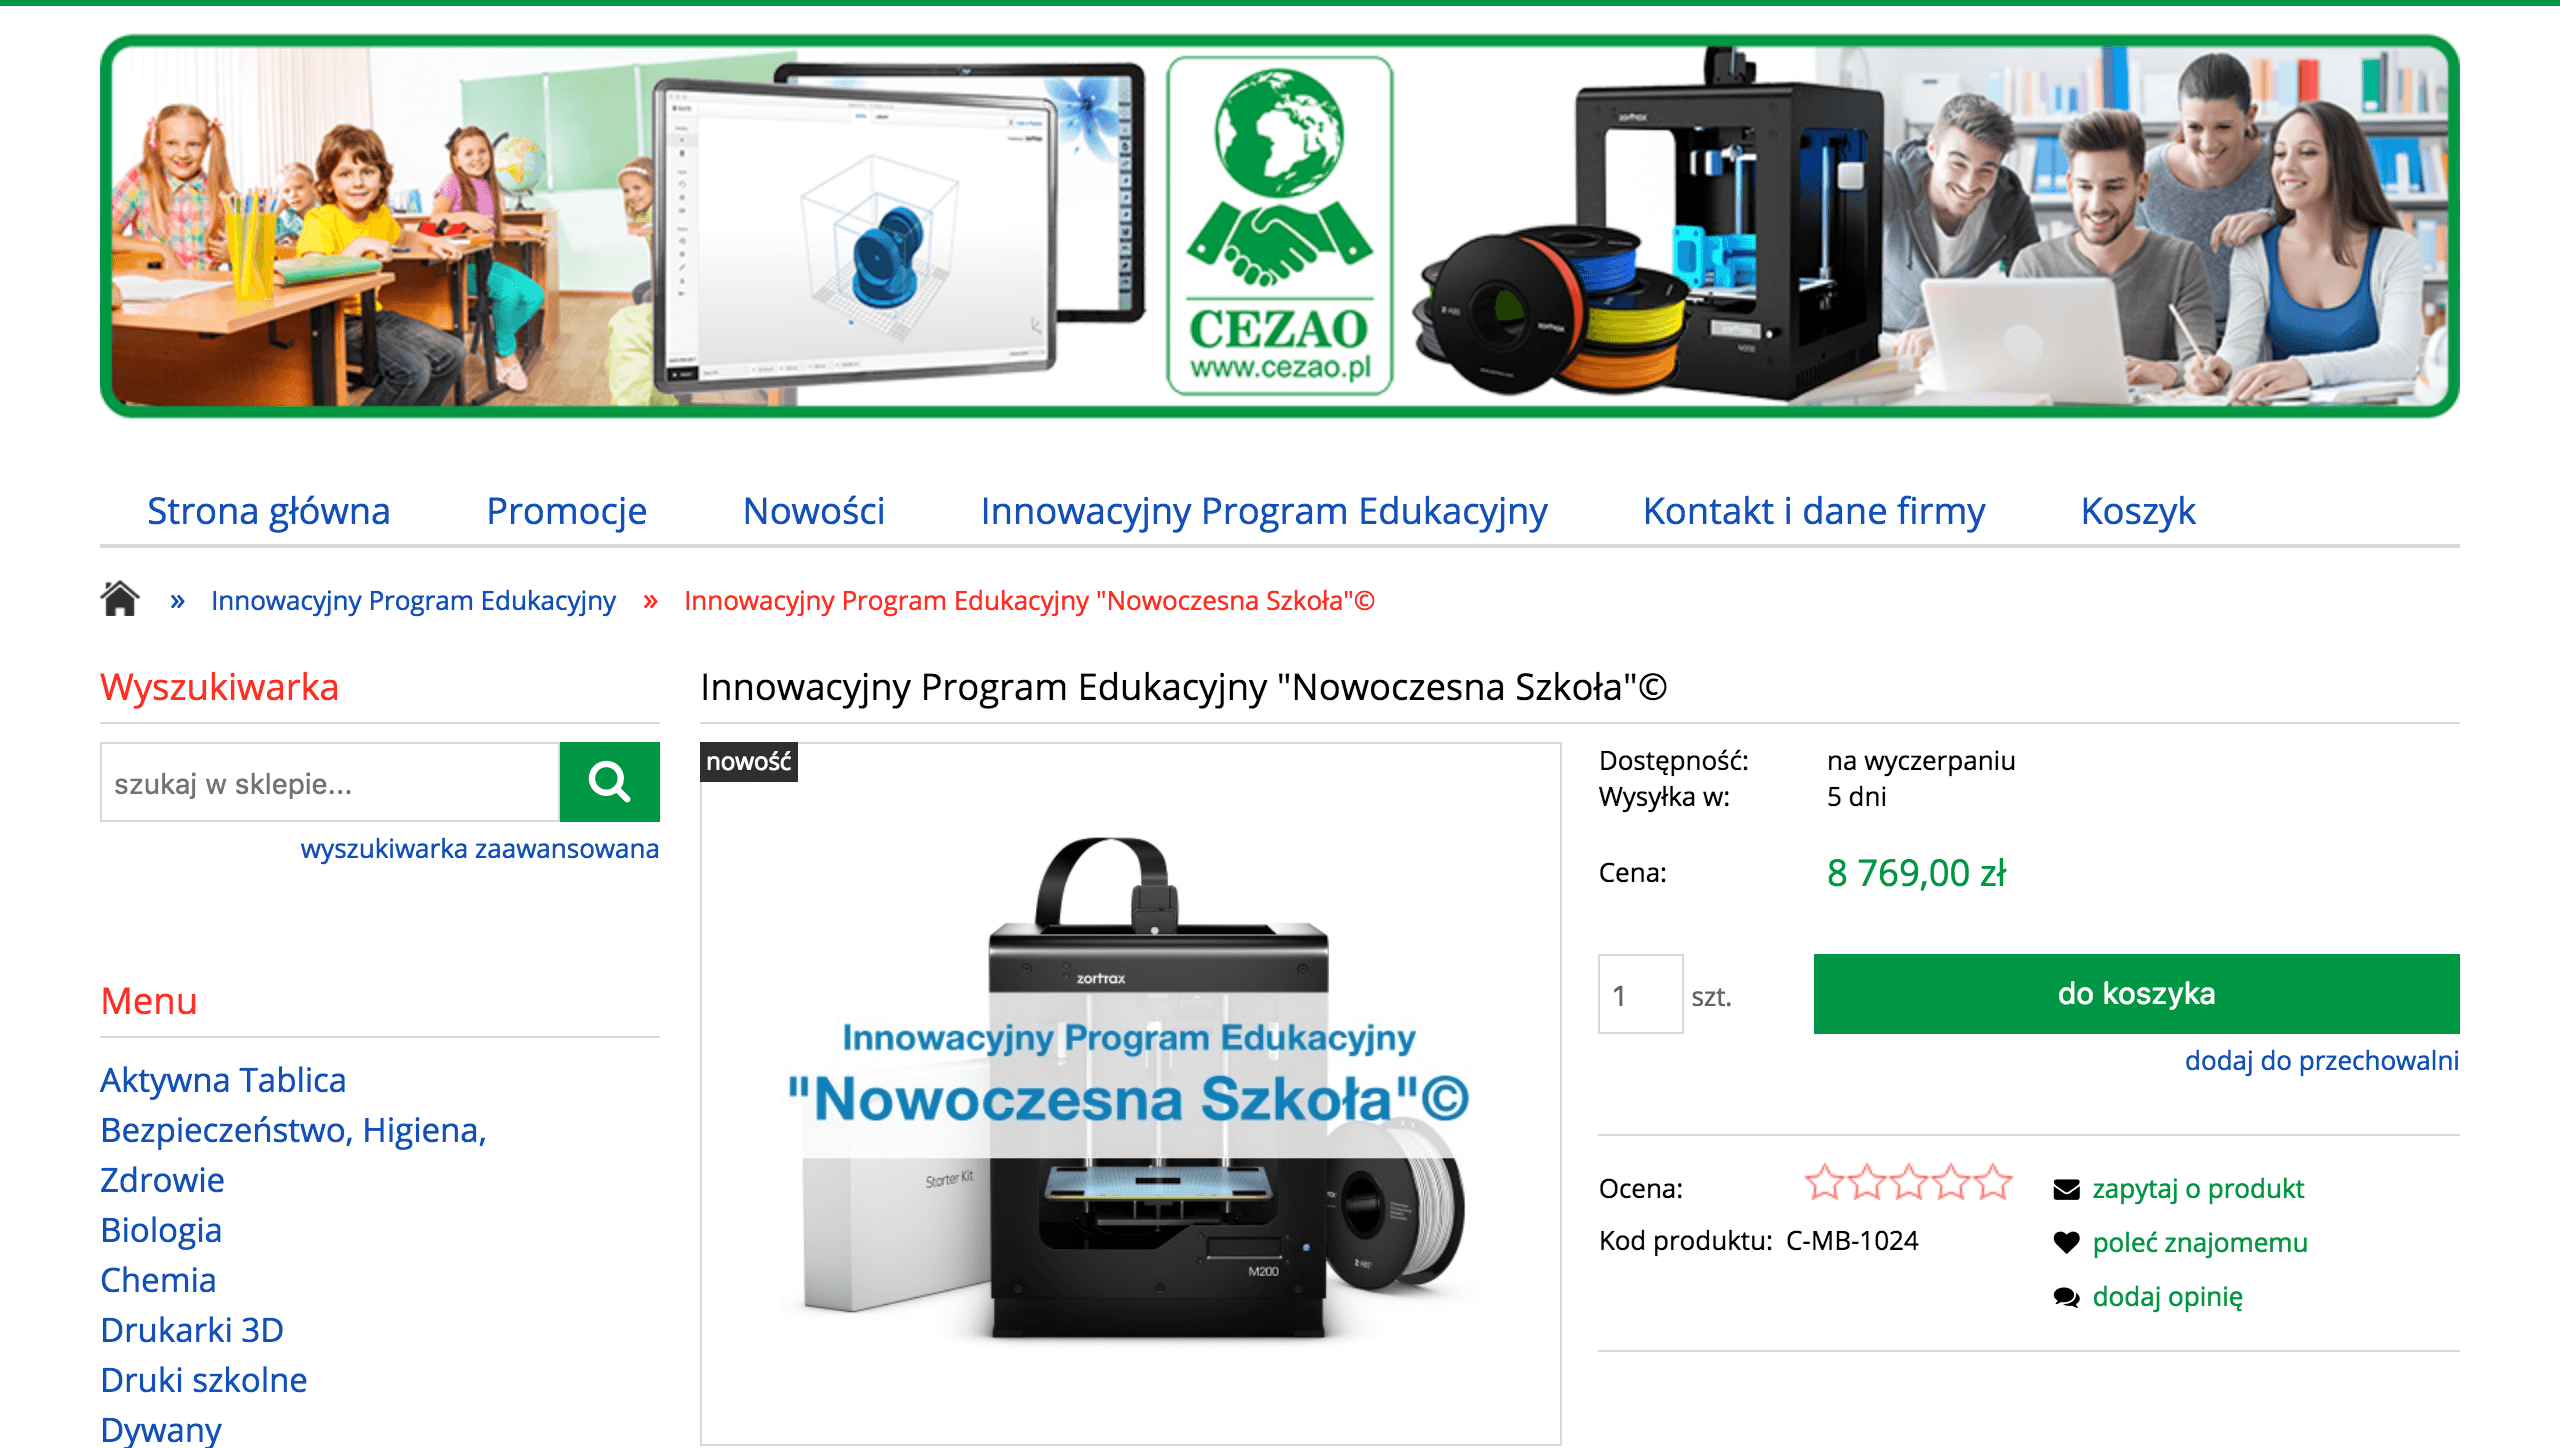 zortrax
CEZAO
www.cezao.pl
Strona główna
Promocje
Nowości
Innowacyjny Program Edukacyjny
Kontakt i dane firmy
Koszyk
» Innowacyjny Program Edukacyjny » Innowacyjny Program Edukacyjny "Nowoczesna Szkoła"©
Wyszukiwarka
szukaj w sklepie...
wyszukiwarka zaawansowana
Menu
Aktywna Tablica
Bezpieczeństwo, Higiena,
Zdrowie
Biologia
Chemia
Drukarki 3D
Druki szkolne
Dywany
Innowacyjny Program Edukacyjny "Nowoczesna Szkoła"©
nowość
zortrax
Innowacyjny Program Edukacyjny
"Nowoczesna Szkoła"©
Starter Kit
M200
Dostępność: na wyczerpaniu
Wysyłka w: 5 dni
Cena: 8 769,00 zł
1 szt.
do koszyka
dodaj do przechowalni
Ocena:
Kod produktu: C-MB-1024
zapytaj o produkt
poleć znajomemu
dodaj opinię